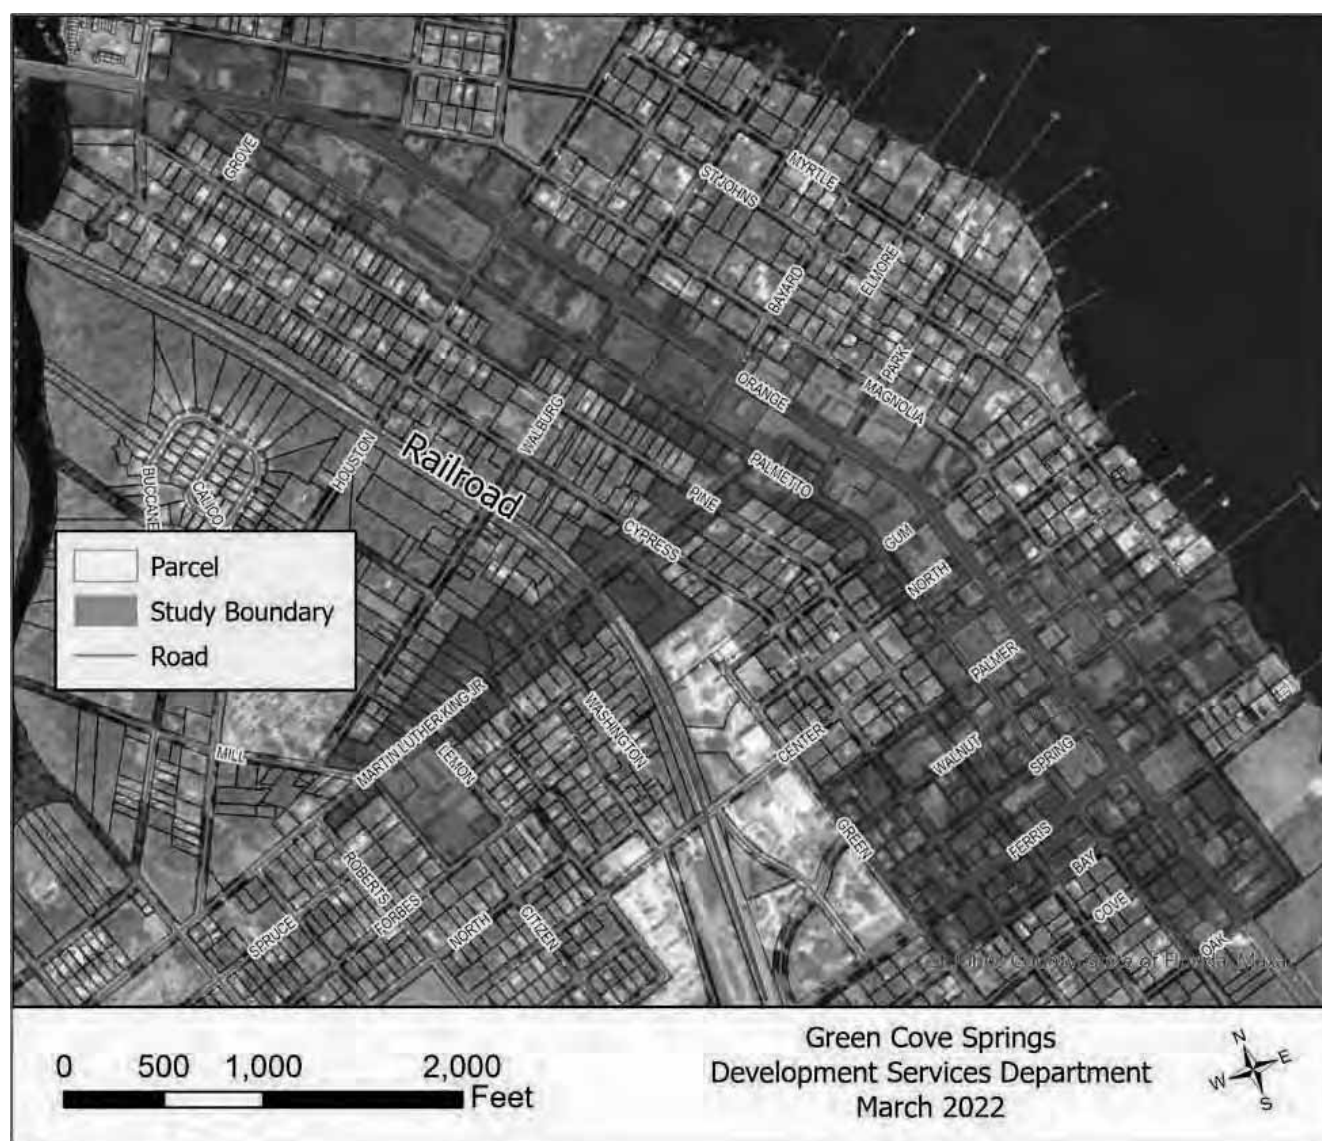 GROVE
MYRTLE
ST JOHNS
ELMORE
BAYARD
PARK
ORANGE
MAGNOLIA
WALBURG
HOUSTON
Railroad
PALMETTO
PINE
CYPRESS
GUM
NORTH
BUCCANE
CALICO
Parcel
Study Boundary
Road
PALMER
MARTIN LUTHER KING JR
WASHINGTON
MILL
LEMON
CENTER
WALNUT
SPRING
GREEN
FERRIS
BAY
COVE
OAK
ROBERTS
FORBES
SPRUCE
NORTH
CITIZEN
0 500 1,000 2,000
Feet
Green Cove Springs
Development Services Department
March 2022
N
E
W
S